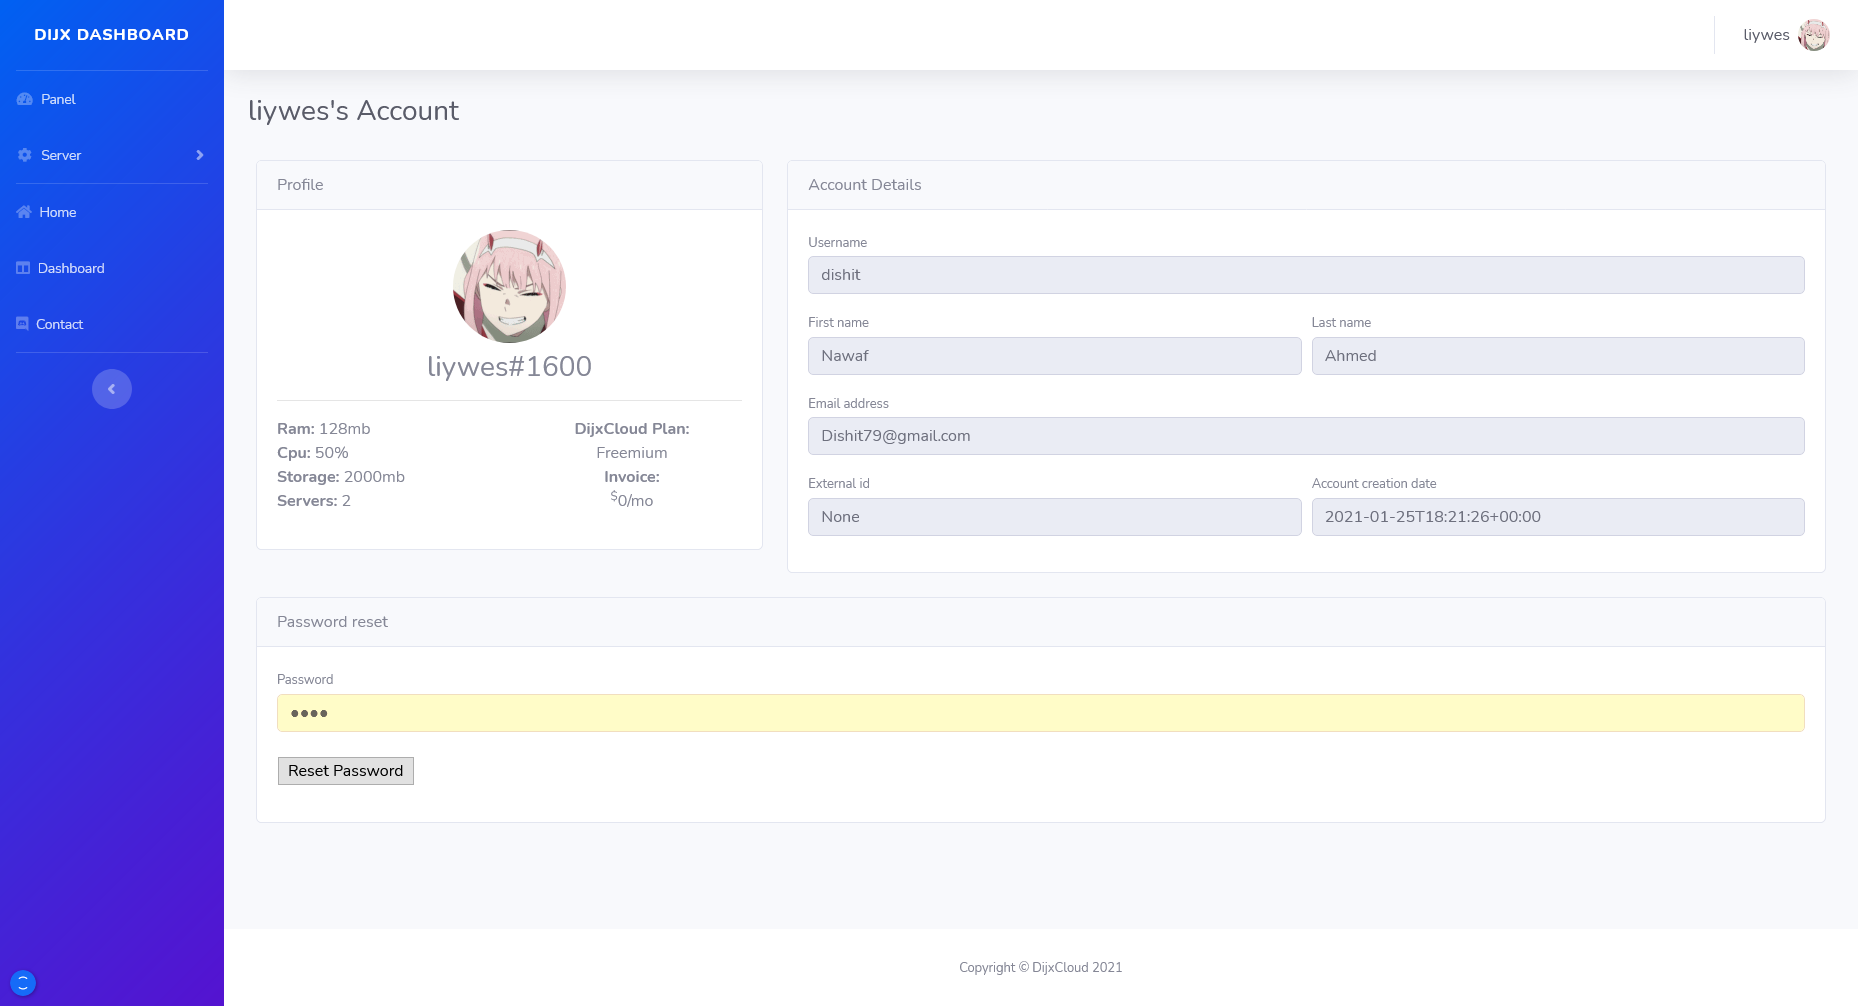 DIJX DASHBOARD
Panel
Server
Home
Dashboard
Contact
liywes
liywes's Account
Profile
liywes#1600
Ram: 128mb
Cpu: 50%
Storage: 2000mb
Servers: 2
DijxCloud Plan:
Freemium
Invoice:
$0/mo
Account Details
Username
dishit
First name
Last name
Nawaf
Ahmed
Email address
Dishit79@gmail.com
External id
Account creation date
None
2021-01-25T18:21:26+00:00
Password reset
Password
••••
Reset Password
Copyright © DijxCloud 2021